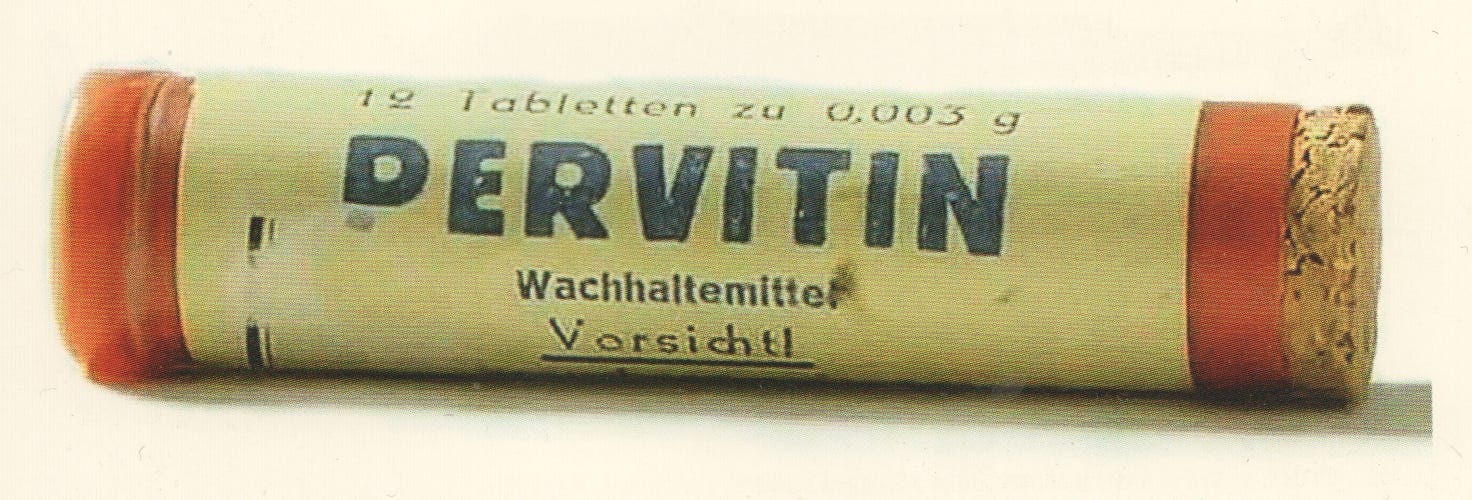 12 Tabletten zu 0,003 g
PERVITIN
Wachhaltemittel
Vorsicht!